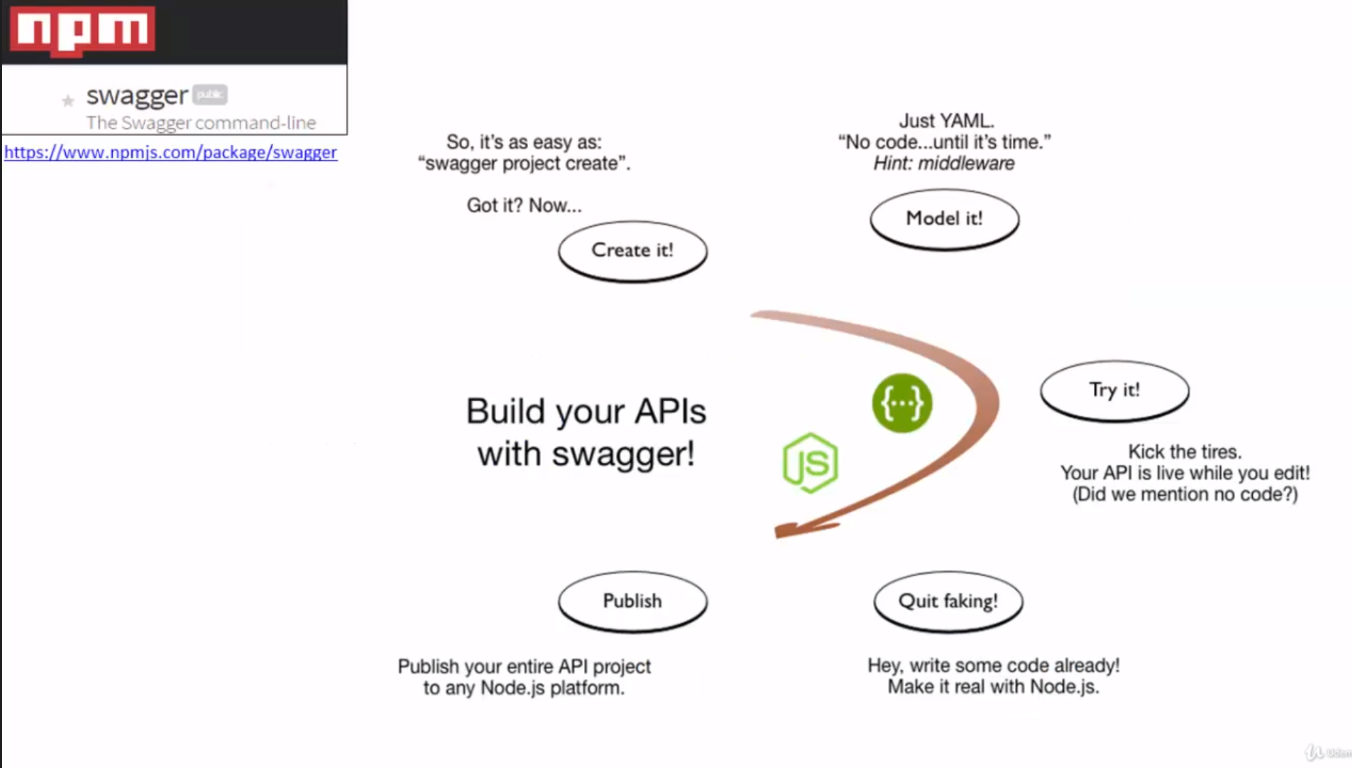 npm
swagger public
The Swagger command-line
https://www.npmjs.com/package/swagger
So, it's as easy as:
“swagger project create”.
Got it? Now...
Create it!
Just YAML.
“No code...until it's time.”
Hint: middleware
Model it!
Try it!
Kick the tires.
Your API is live while you edit!
(Did we mention no code?)
Build your APIs
with swagger!
{···}
JS
Quit faking!
Hey, write some code already!
Make it real with Node.js.
Publish
Publish your entire API project
to any Node.js platform.